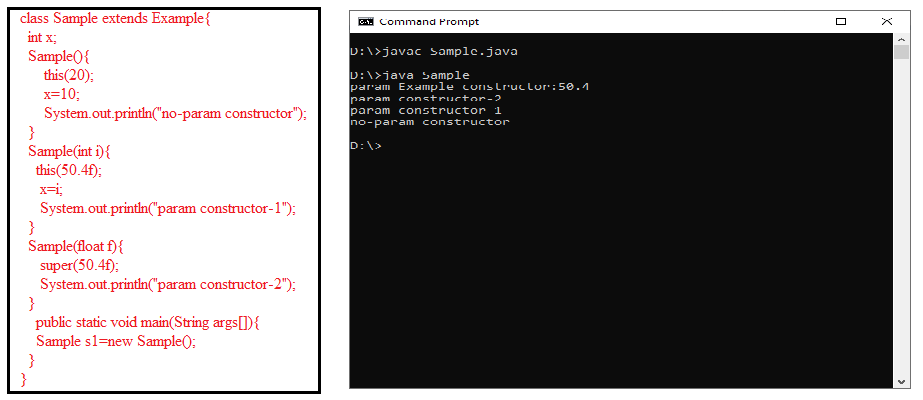 class Sample extends Example{
int x;
Sample(){
this(20);
x=10;
System.out.println("no-param constructor");
}
Sample(int i){
this(50.4f);
x=i;
System.out.println("param constructor-1");
}
Sample(float f){
super(50.4f);
System.out.println("param constructor-2");
}
public static void main(String args[]){
Sample s1=new Sample();
}
}
Command Prompt
D:\>javac Sample.java
D:\>java Sample
param Example constructor:50.4
param constructor-2
param constructor-1
no-param constructor
D:\>